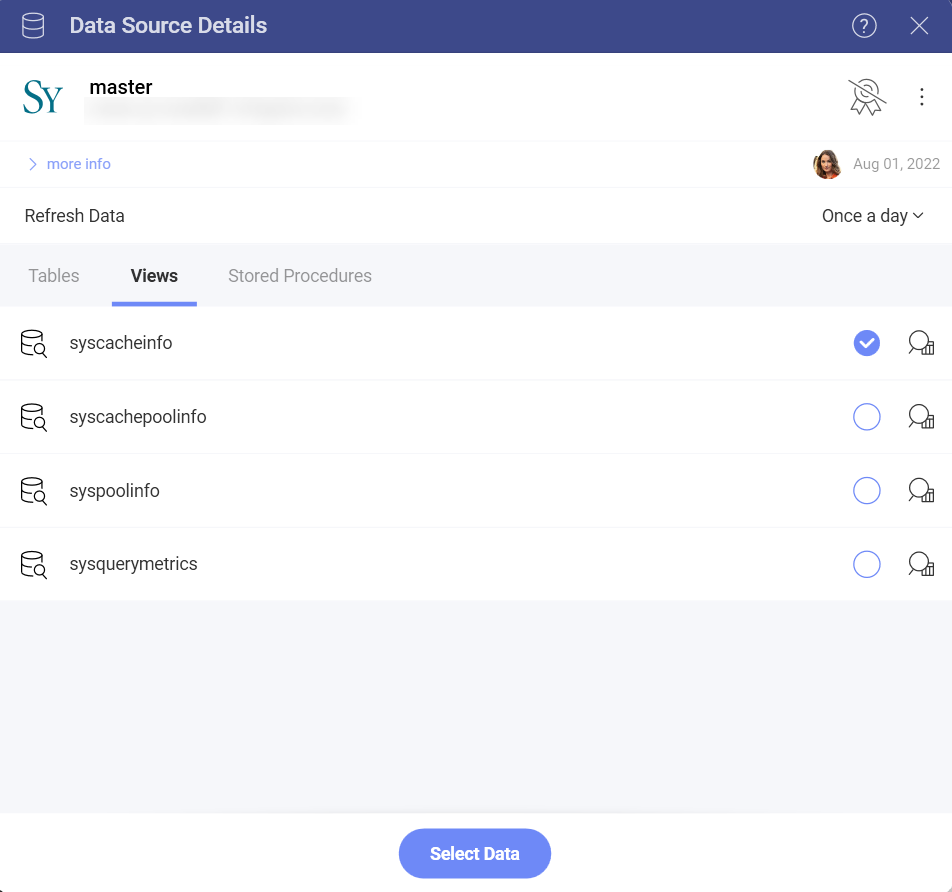 Data Source Details
?
SY
master
more info
Aug 01, 2022
Refresh Data
Once a day
Tables
Views
Stored Procedures
syscacheinfo
syscachepoolinfo
syspoolinfo
sysquerymetrics
Select Data